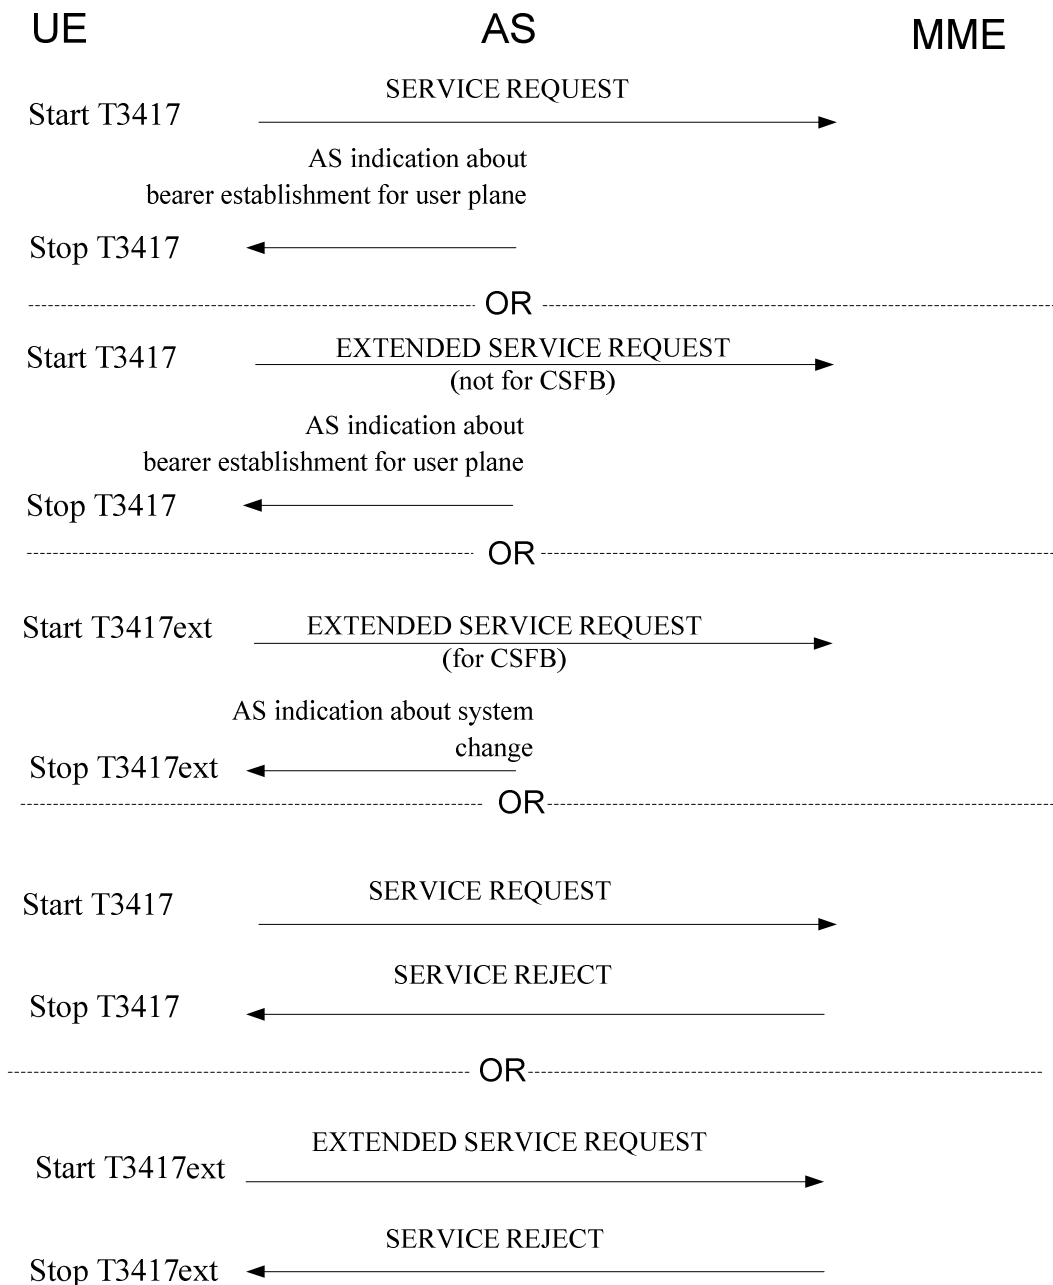 UE AS MME
SERVICE REQUEST
Start T3417
AS indication about
bearer establishment for user plane
Stop T3417
OR
Start T3417
EXTENDED SERVICE REQUEST
(not for CSFB)
AS indication about
bearer establishment for user plane
Stop T3417
OR
Start T3417ext
EXTENDED SERVICE REQUEST
(for CSFB)
AS indication about system
change
Stop T3417ext
OR
SERVICE REQUEST
Start T3417
SERVICE REJECT
Stop T3417
OR
EXTENDED SERVICE REQUEST
Start T3417ext
SERVICE REJECT
Stop T3417ext